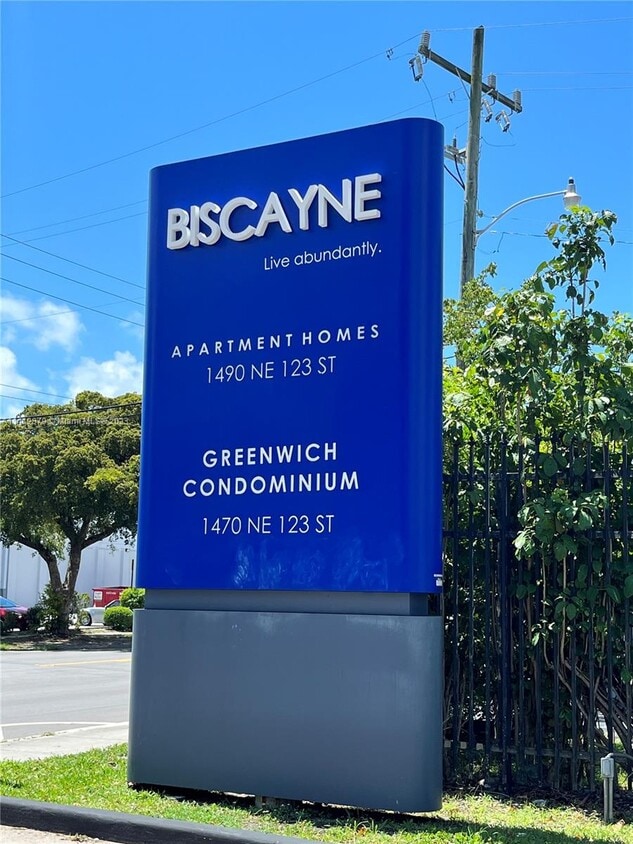 BISCAYNE
Live abundantly.
APARTMENT HOMES
1490 NE 123 ST
GREENWICH
CONDOMINIUM
1470 NE 123 ST